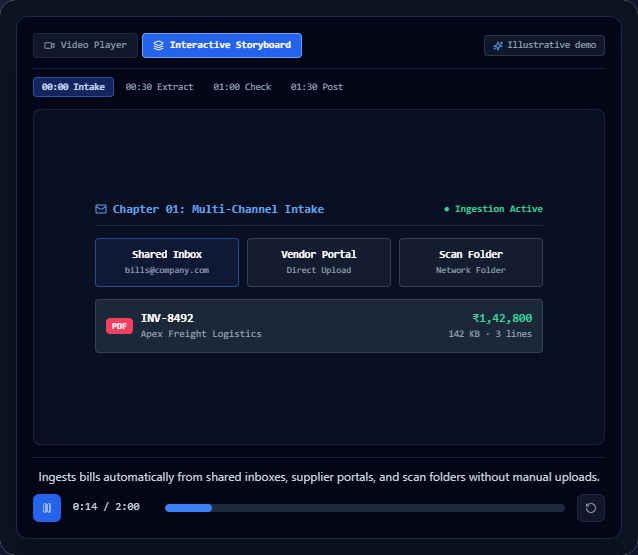 Video Player
Interactive Storyboard
Illustrative demo
00:00 Intake
00:30 Extract
01:00 Check
01:30 Post
Chapter 01: Multi-Channel Intake
• Ingestion Active
Shared Inbox
bills@company.com
Vendor Portal
Direct Upload
Scan Folder
Network Folder
PDF
INV-8492
Apex Freight Logistics
₹1,42,800
142 KB · 3 lines
Ingests bills automatically from shared inboxes, supplier portals, and scan folders without manual uploads.
0:14 / 2:00